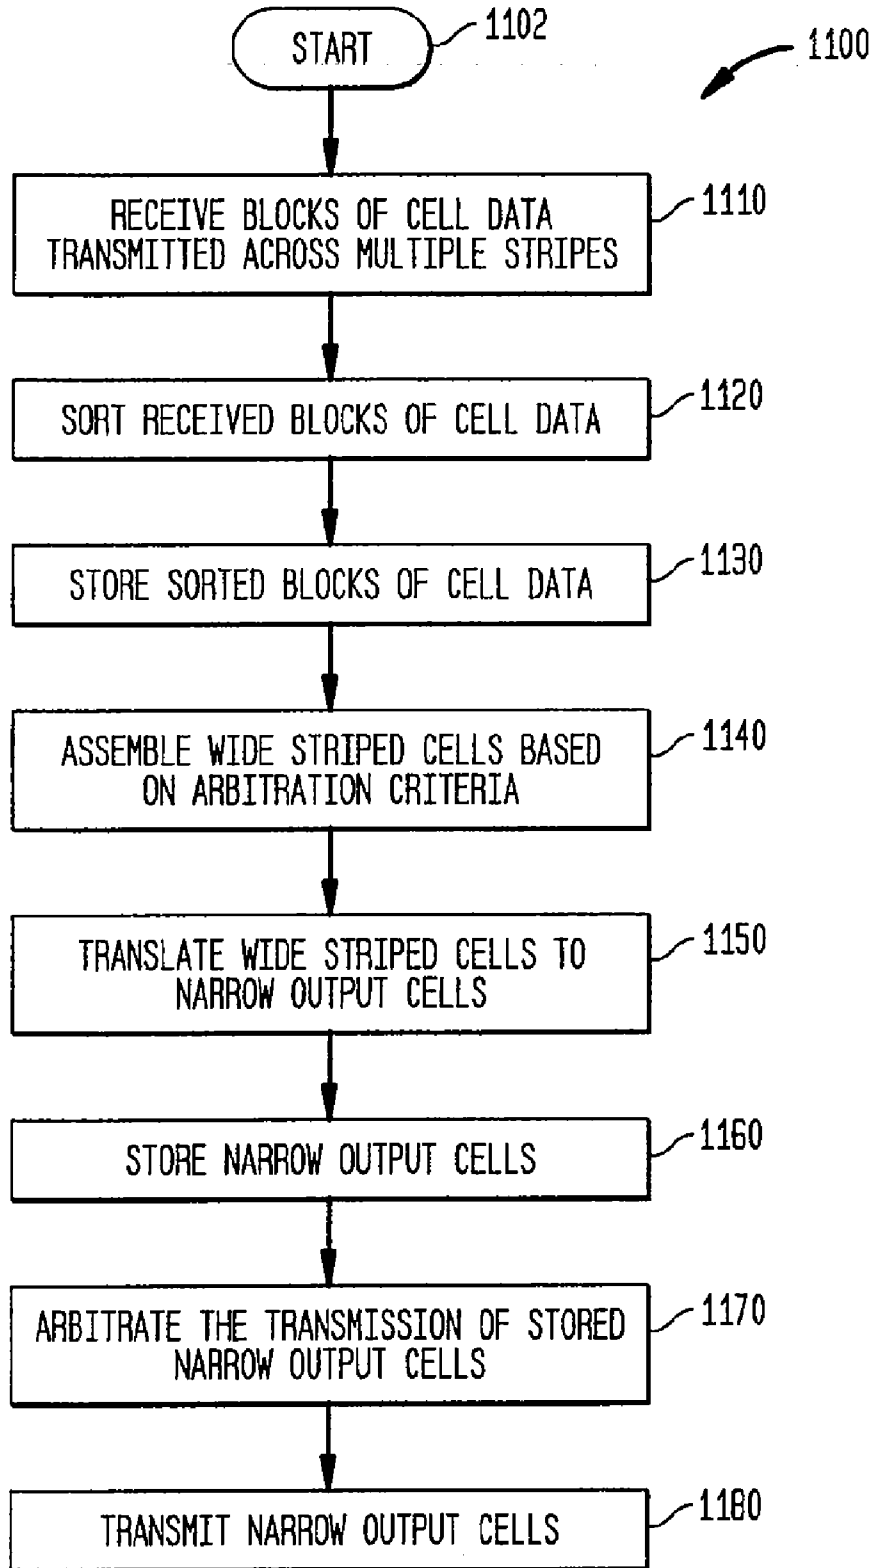 START
1102
1100
RECEIVE BLOCKS OF CELL DATA
TRANSMITTED ACROSS MULTIPLE STRIPES
1110
SORT RECEIVED BLOCKS OF CELL DATA
1120
STORE SORTED BLOCKS OF CELL DATA
1130
ASSEMBLE WIDE STRIPED CELLS BASED
ON ARBITRATION CRITERIA
1140
TRANSLATE WIDE STRIPED CELLS TO
NARROW OUTPUT CELLS
1150
STORE NARROW OUTPUT CELLS
1160
ARBITRATE THE TRANSMISSION OF STORED
NARROW OUTPUT CELLS
1170
TRANSMIT NARROW OUTPUT CELLS
1180